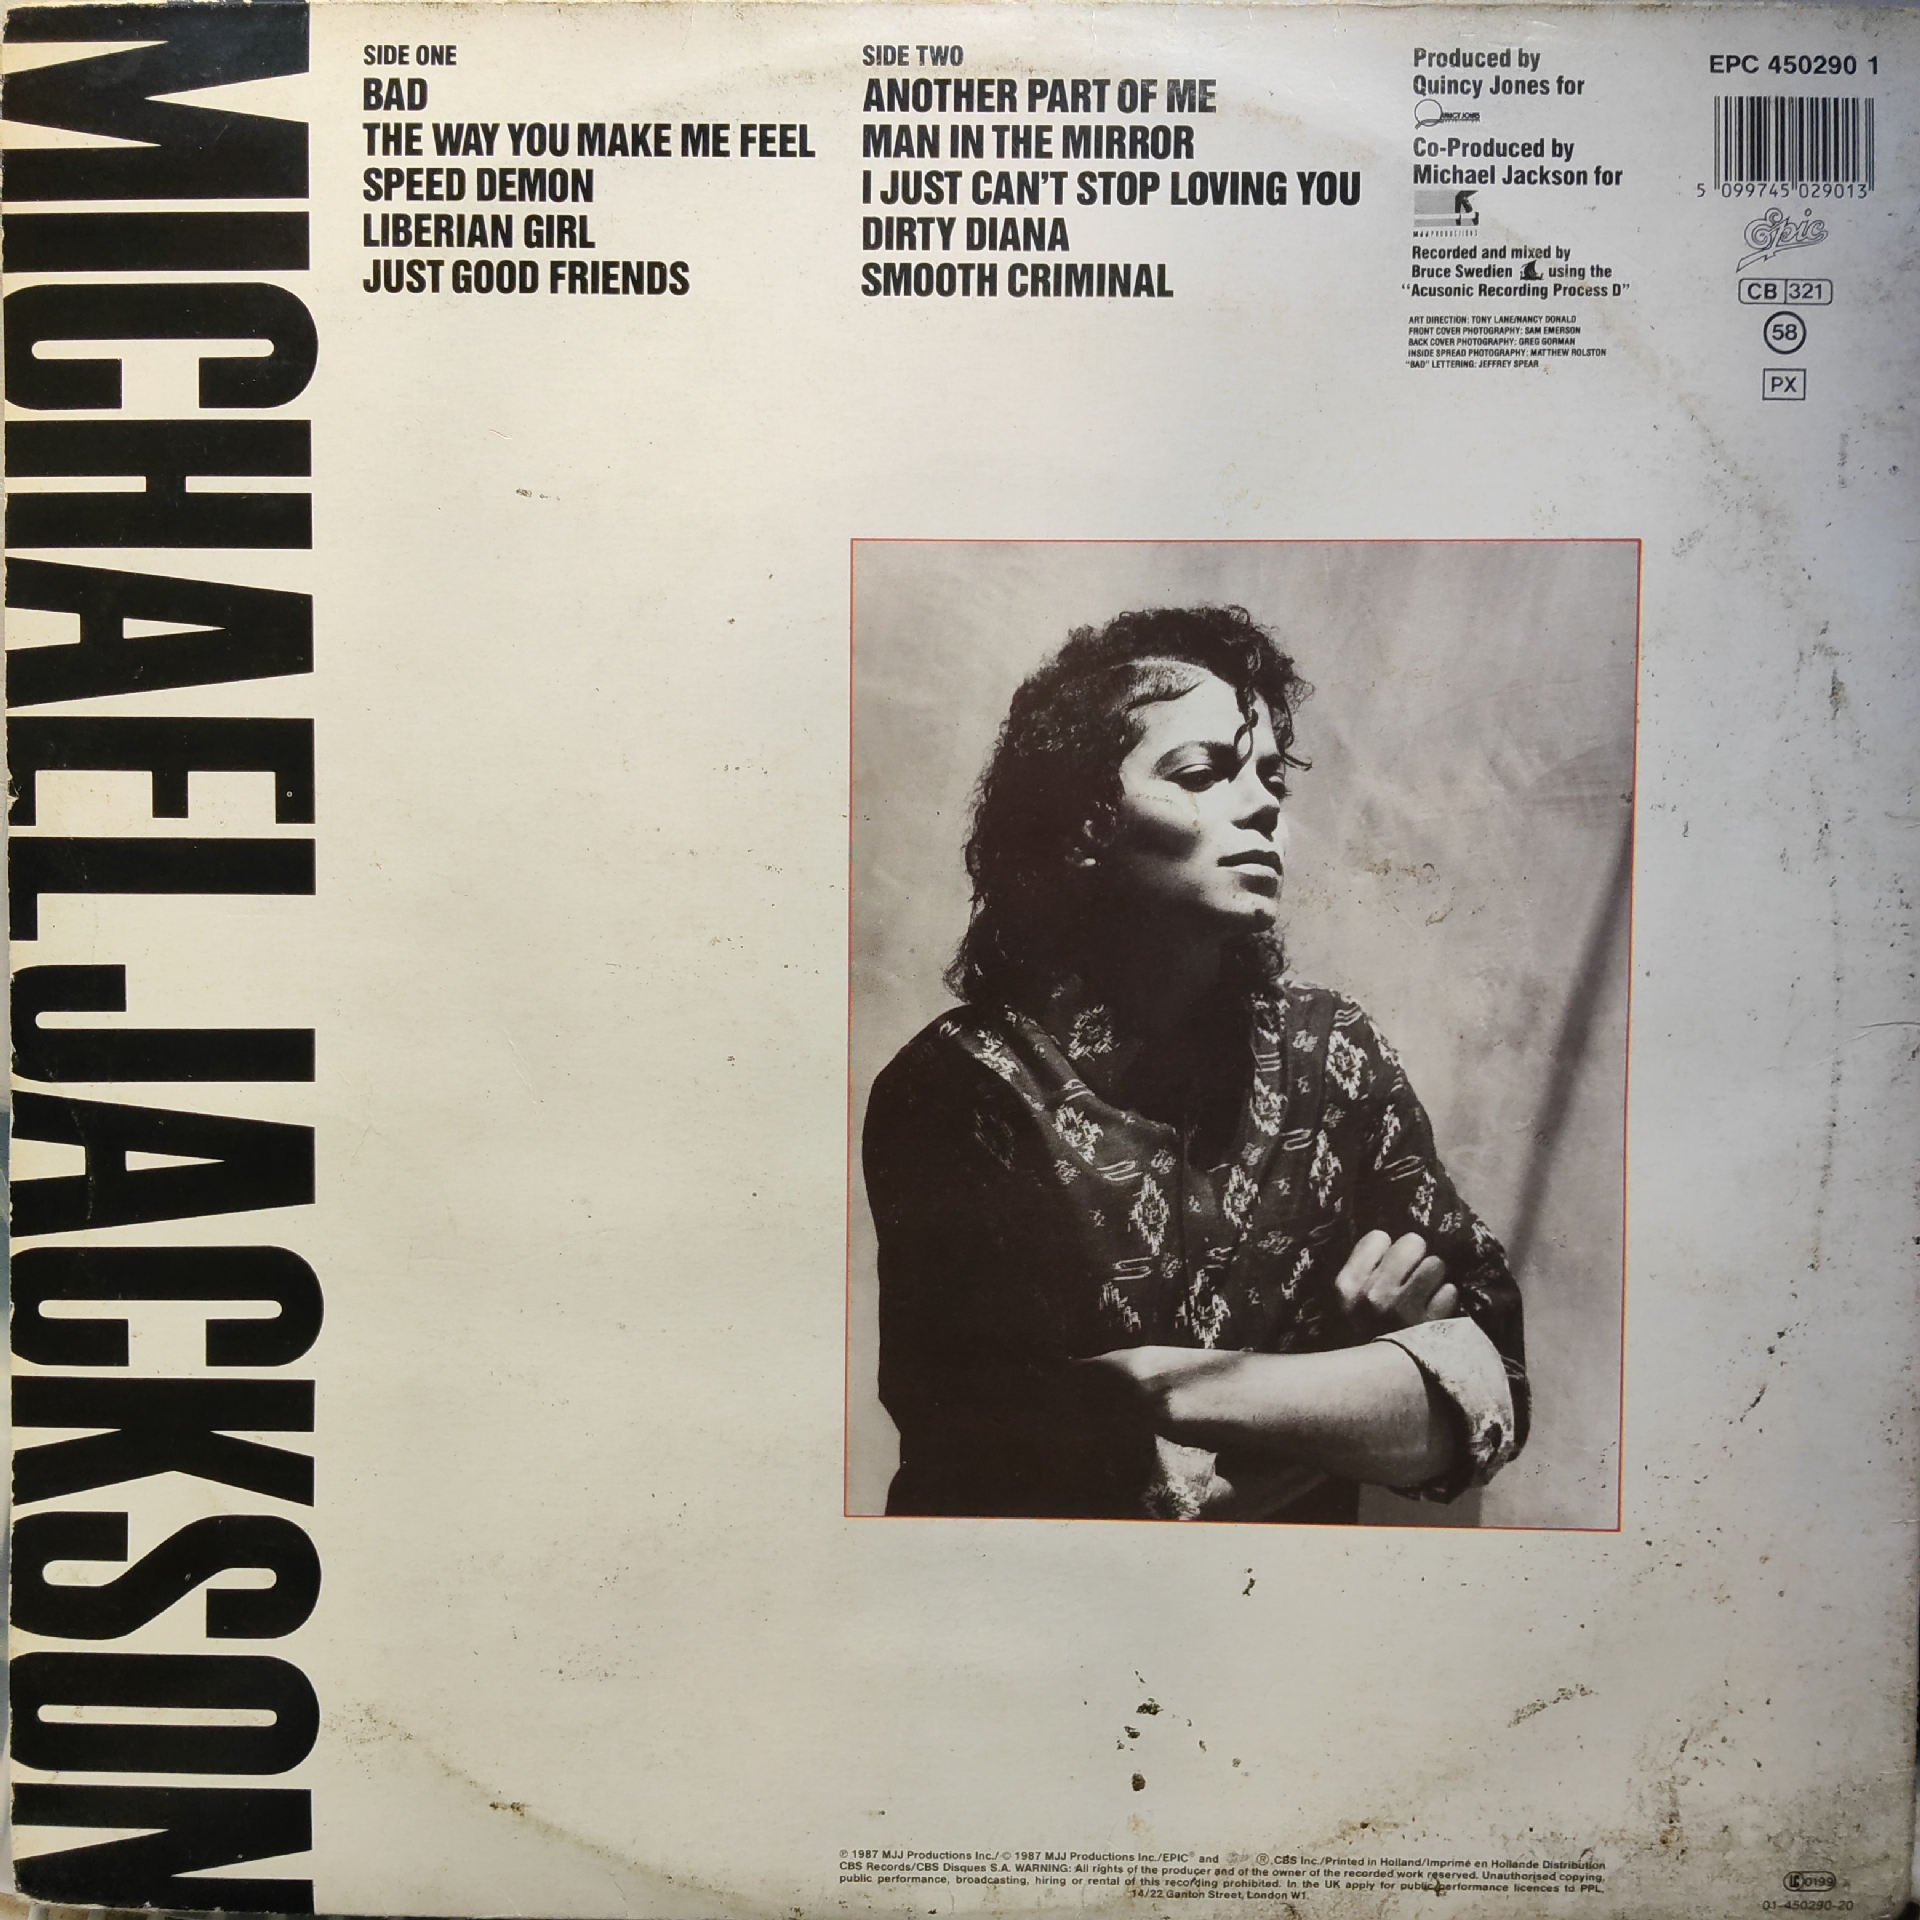 MICHAEL JACKSON
SIDE ONE
BAD
THE WAY YOU MAKE ME FEEL
SPEED DEMON
LIBERIAN GIRL
JUST GOOD FRIENDS
SIDE TWO
ANOTHER PART OF ME
MAN IN THE MIRROR
I JUST CAN'T STOP LOVING YOU
DIRTY DIANA
SMOOTH CRIMINAL
Produced by
Quincy Jones for
QUINCY JONES
Co-Produced by
Michael Jackson for
MJJ PRODUCTIONS
Recorded and mixed by
Bruce Swedien using the
“Acusonic Recording Process D”
ART DIRECTION: TONY LANE/NANCY DONALD
FRONT COVER PHOTOGRAPHY: SAM EMERSON
BACK COVER PHOTOGRAPHY: GREG GORMAN
INSIDE SPREAD PHOTOGRAPHY: MATTHEW ROLSTON
“BAD” LETTERING: JEFFREY SPEAR
EPC 450290 1
5 099745 029013
Epic
CB 321
58
PX
℗ 1987 MJJ Productions Inc./© 1987 MJJ Productions Inc./EPIC® and ®, CBS Inc./Printed in Holland/Imprimé en Hollande Distribution
CBS Records/CBS Disques S.A. WARNING: All rights of the producer and of the owner of the recorded work reserved. Unauthorised copying,
public performance, broadcasting, hiring or rental of this recording prohibited. In the UK apply for public performance licences to PPL,
14/22 Ganton Street, London W1.
LC 0199
01-450290-20